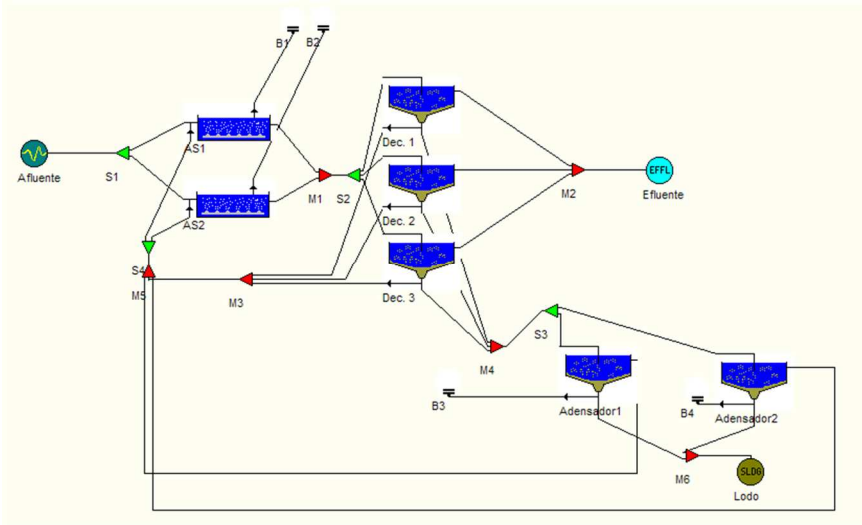 B1 B2
AS1
Dec. 1
Afluente
S1
M1
S2
M2
EFFL
Efluente
AS2
Dec. 2
S4
M5
M3
Dec. 3
S3
M4
B3
Adensador1
B4
Adensador2
M6
SLDG
Lodo